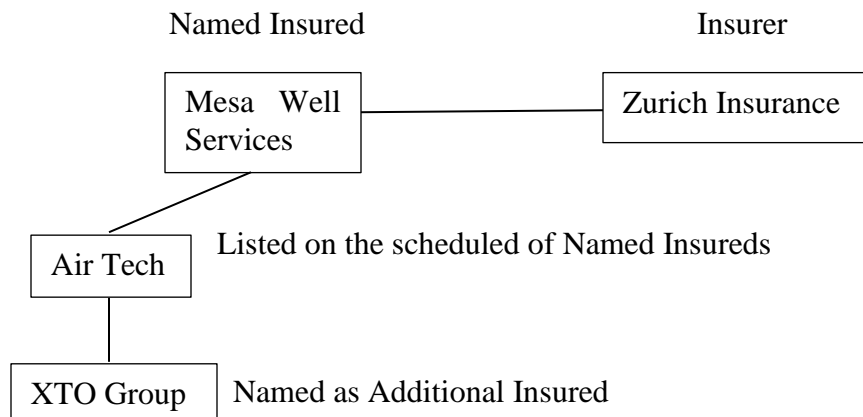 Named Insured
Insurer
Mesa Well
Services
Zurich Insurance
Listed on the scheduled of Named Insureds
Air Tech
XTO Group
Named as Additional Insured